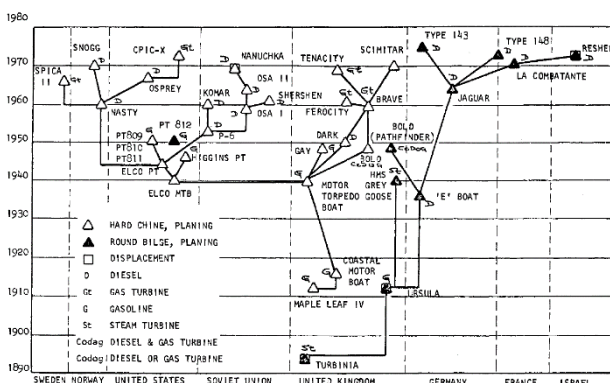 1980
1970
1960
1950
1940
1930
1920
1910
1900
1890
SNOGG
D
CPIC-X
Gt
SPICA
II
Gt
D
OSPREY
NASTY
D
NANUCHKA
D
OSA II
D
SHERSHEN
D
OSA I
D
KOMAR
D
P-6
D
PT809
PT810
PT811
G
PT 812
G
HIGGINS PT
G
ELCO PT
G
ELCO MTB
G
TENACITY
Gt
SCIMITAR
D
FEROCITY
Gt
BRAVE
Gt
DARK
D
GAY
G
BOLD
CoDOG
MOTOR
TORPEDO
BOAT
G
COASTAL
MOTOR
BOAT
G
MAPLE LEAF IV
G
TURBINIA
St
BOLD
(PATHFINDER)
CoDOG
HMS
GREY
GOOSE
St
URSULA
G
'E' BOAT
D
TYPE 143
D
TYPE 148
D
JAGUAR
D
LA COMBATANTE
D
RESHEF
D
HARD CHINE, PLANING
ROUND BILGE, PLANING
DISPLACEMENT
D DIESEL
Gt GAS TURBINE
G GASOLINE
St STEAM TURBINE
Codag DIESEL & GAS TURBINE
Codag DIESEL OR GAS TURBINE
SWEDEN NORWAY UNITED STATES SOVIET UNION UNITED KINGDOM GERMANY FRANCE ISRAEL